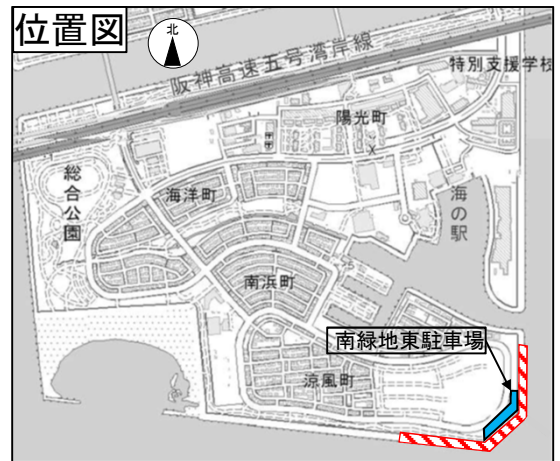 位置図
北
阪神高速五号湾岸線
特別支援学校
陽光町
総合公園
海洋町
海の駅
南浜町
南緑地東駐車場
涼風町